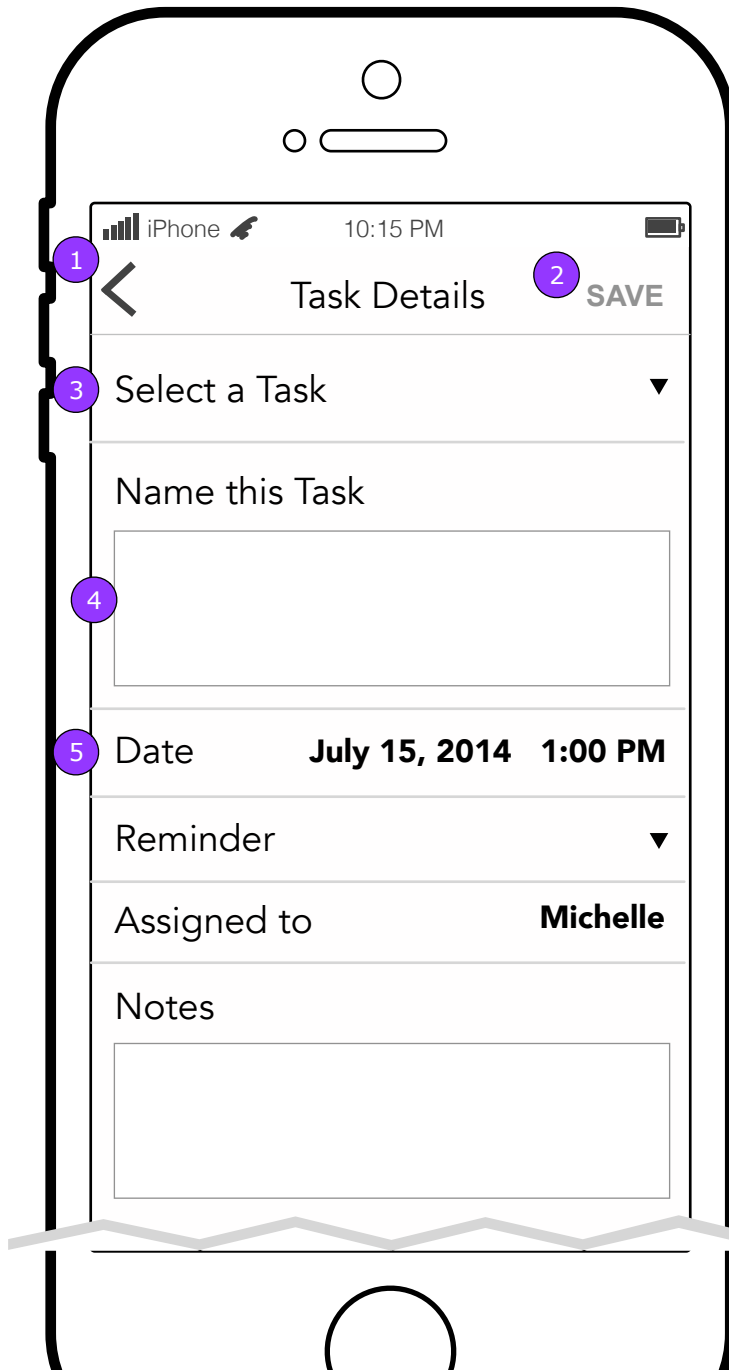 iPhone 10:15 PM
1
Task Details 2 SAVE
3 Select a Task
Name this Task
4
5 Date July 15, 2014 1:00 PM
Reminder
Assigned to Michelle
Notes